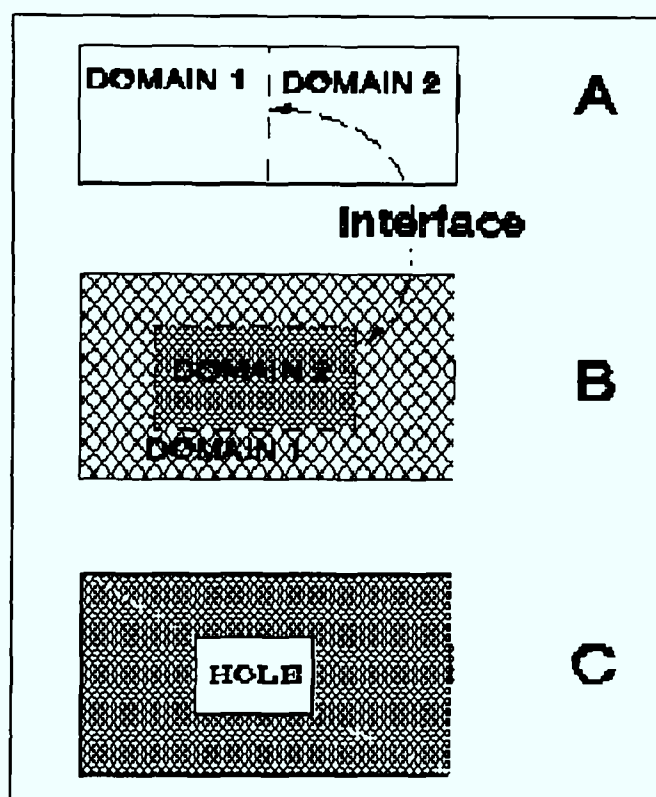 DOMAIN 1 DOMAIN 2
A
Interface
DOMAIN 2
B
DOMAIN 1
HOLE
C